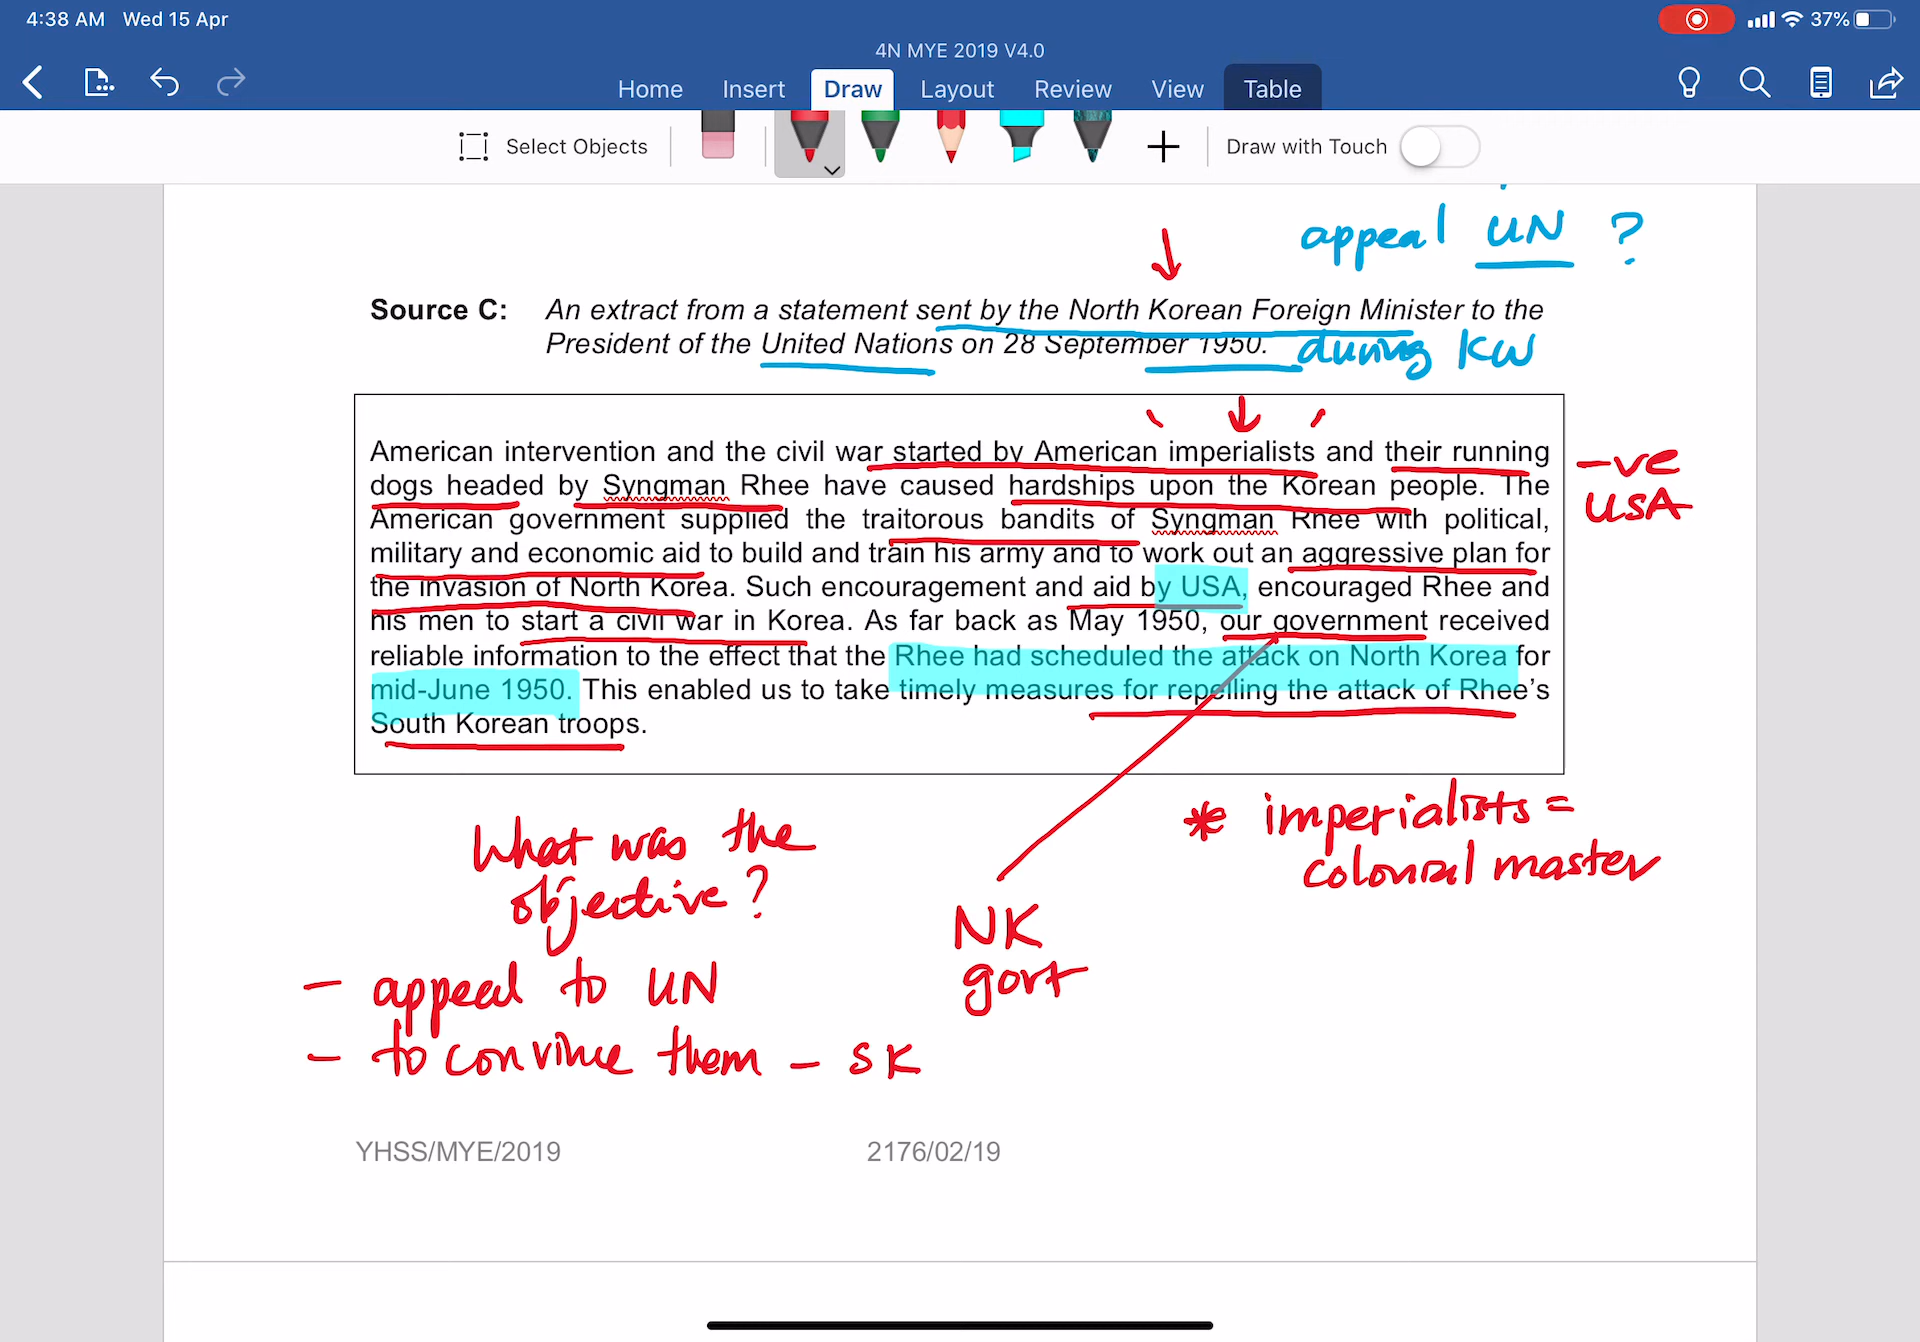 4:38 AM Wed 15 Apr
37%
4N MYE 2019 V4.0
Home Insert Draw Layout Review View Table
Select Objects
Draw with Touch
appeal UN ?
Source C: An extract from a statement sent by the North Korean Foreign Minister to the
President of the United Nations on 28 September 1950.
during KW
American intervention and the civil war started by American imperialists and their running
dogs headed by Syngman Rhee have caused hardships upon the Korean people. The
American government supplied the traitorous bandits of Syngman Rhee with political,
military and economic aid to build and train his army and to work out an aggressive plan for
the invasion of North Korea. Such encouragement and aid by USA, encouraged Rhee and
his men to start a civil war in Korea. As far back as May 1950, our government received
reliable information to the effect that the Rhee had scheduled the attack on North Korea for
mid-June 1950. This enabled us to take timely measures for repelling the attack of Rhee's
South Korean troops.
-ve
USA
* imperialists =
colonial master
What was the
objective?
NK
govt
- appeal to UN
- to convince them - SK
YHSS/MYE/2019 2176/02/19